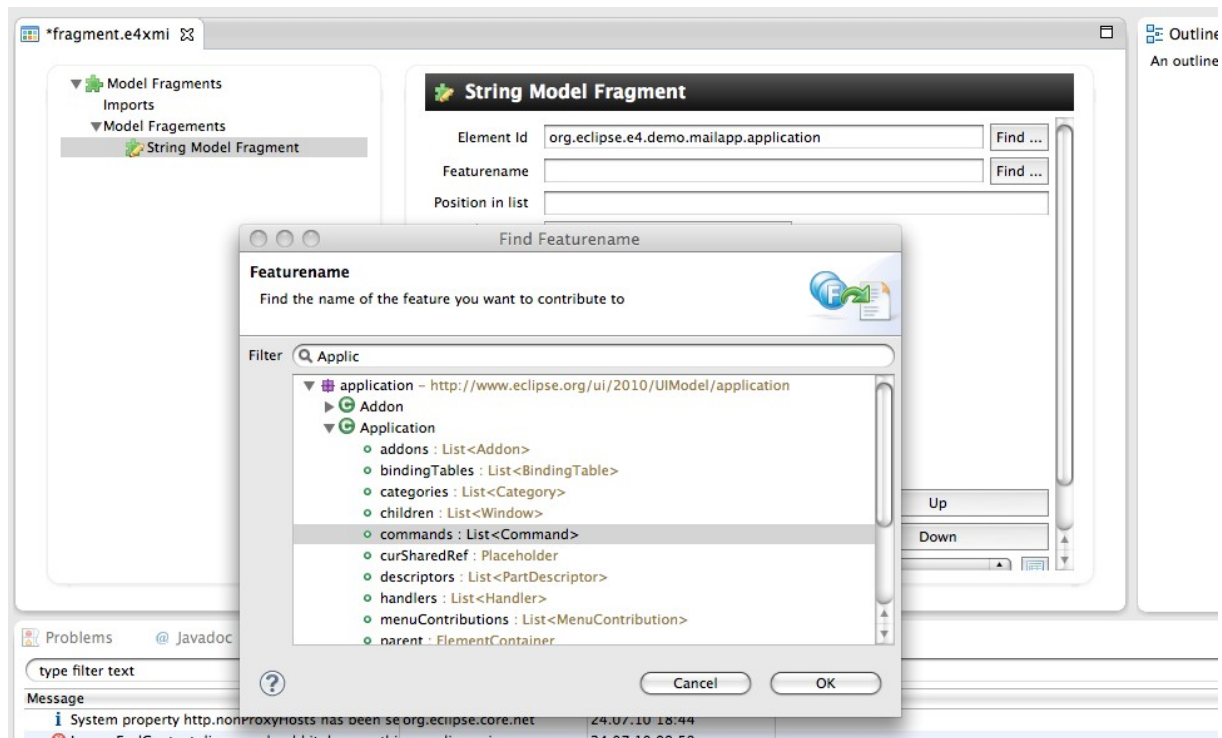 *fragment.e4xmi
Outline
An outline
Model Fragments
Imports
Model Fragements
String Model Fragment
String Model Fragment
Element Id org.eclipse.e4.demo.mailapp.application Find ...
Featurename Find ...
Position in list
Find Featurename
Featurename
Find the name of the feature you want to contribute to
Filter Applic
application – http://www.eclipse.org/ui/2010/UIModel/application
Addon
Application
addons : List<Addon>
bindingTables : List<BindingTable>
categories : List<Category>
children : List<Window>
commands : List<Command>
curSharedRef : Placeholder
descriptors : List<PartDescriptor>
handlers : List<Handler>
menuContributions : List<MenuContribution>
parent : ElementContainer
Up
Down
Cancel OK
Problems @ Javadoc
type filter text
Message
System property http.nonProxyHosts has been se org.eclipse.core.net 24.07.10 18:44